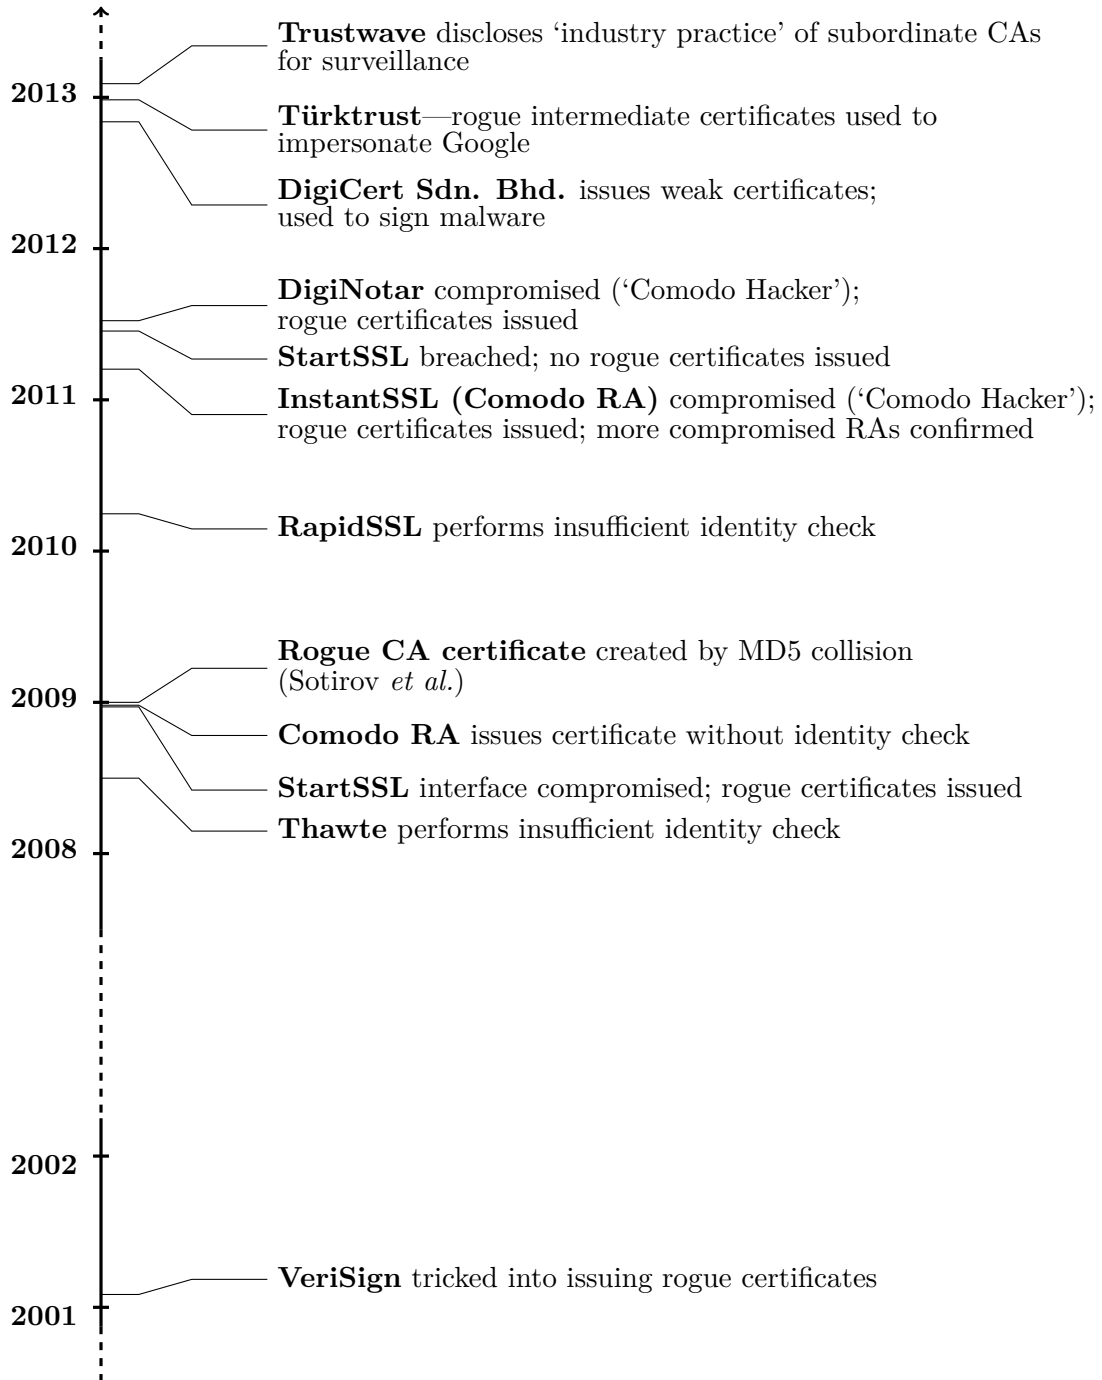 Trustwave discloses ‘industry practice’ of subordinate CAs
for surveillance
2013
Türktrust—rogue intermediate certificates used to
impersonate Google
DigiCert Sdn. Bhd. issues weak certificates;
used to sign malware
2012
DigiNotar compromised (‘Comodo Hacker’);
rogue certificates issued
StartSSL breached; no rogue certificates issued
2011
InstantSSL (Comodo RA) compromised (‘Comodo Hacker’);
rogue certificates issued; more compromised RAs confirmed
RapidSSL performs insufficient identity check
2010
Rogue CA certificate created by MD5 collision
(Sotirov et al.)
2009
Comodo RA issues certificate without identity check
StartSSL interface compromised; rogue certificates issued
Thawte performs insufficient identity check
2008
2002
VeriSign tricked into issuing rogue certificates
2001